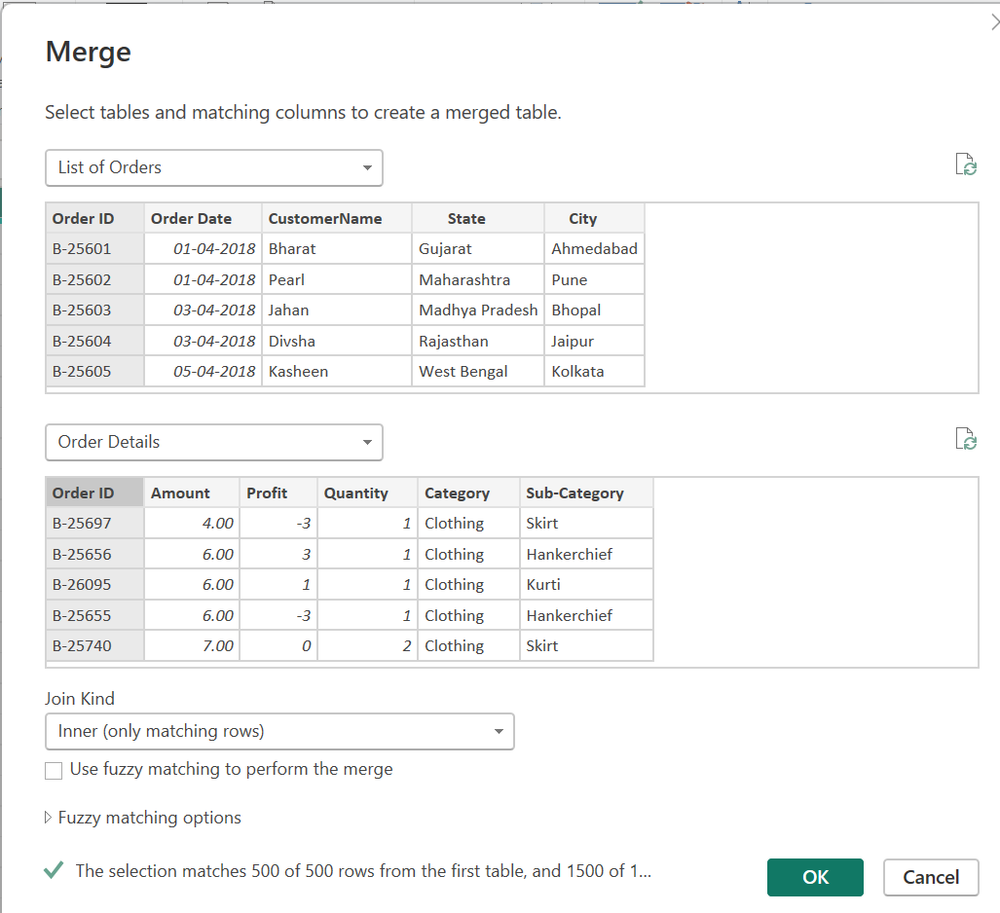 Merge
Select tables and matching columns to create a merged table.
List of Orders
Order ID Order Date CustomerName State City
B-25601 01-04-2018 Bharat Gujarat Ahmedabad
B-25602 01-04-2018 Pearl Maharashtra Pune
B-25603 03-04-2018 Jahan Madhya Pradesh Bhopal
B-25604 03-04-2018 Divsha Rajasthan Jaipur
B-25605 05-04-2018 Kasheen West Bengal Kolkata
Order Details
Order ID Amount Profit Quantity Category Sub-Category
B-25697 4.00 -3 1 Clothing Skirt
B-25656 6.00 3 1 Clothing Hankerchief
B-26095 6.00 1 1 Clothing Kurti
B-25655 6.00 -3 1 Clothing Hankerchief
B-25740 7.00 0 2 Clothing Skirt
Join Kind
Inner (only matching rows)
Use fuzzy matching to perform the merge
Fuzzy matching options
The selection matches 500 of 500 rows from the first table, and 1500 of 1...
OK Cancel